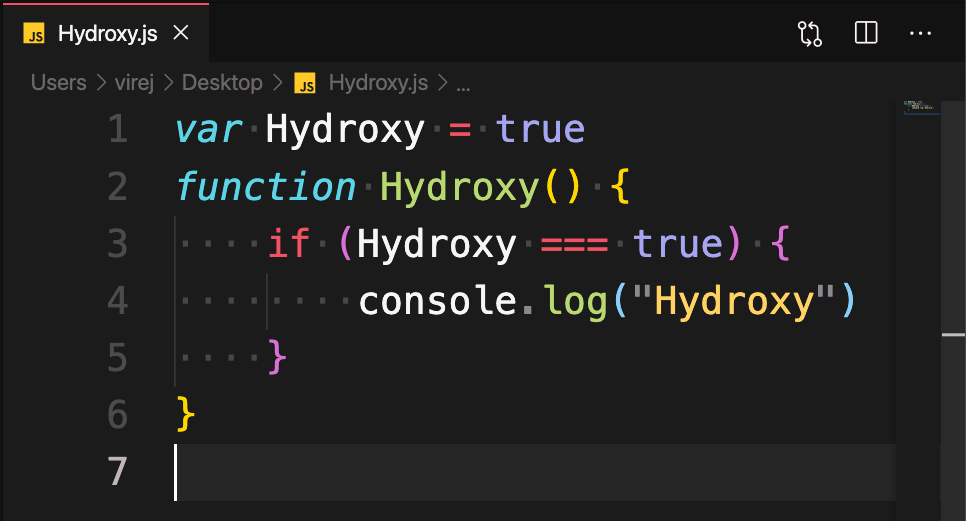 JS Hydroxy.js
Users > virej > Desktop > JS Hydroxy.js > ...
1 var Hydroxy = true
2 function Hydroxy() {
3     if (Hydroxy === true) {
4         console.log("Hydroxy")
5     }
6 }
7